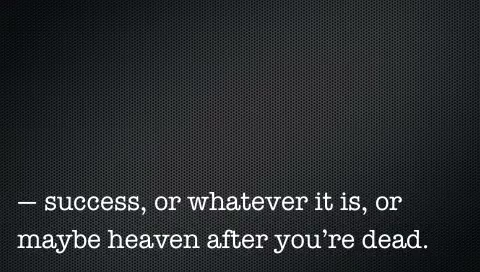 — success, or whatever it is, or
maybe heaven after you’re dead.